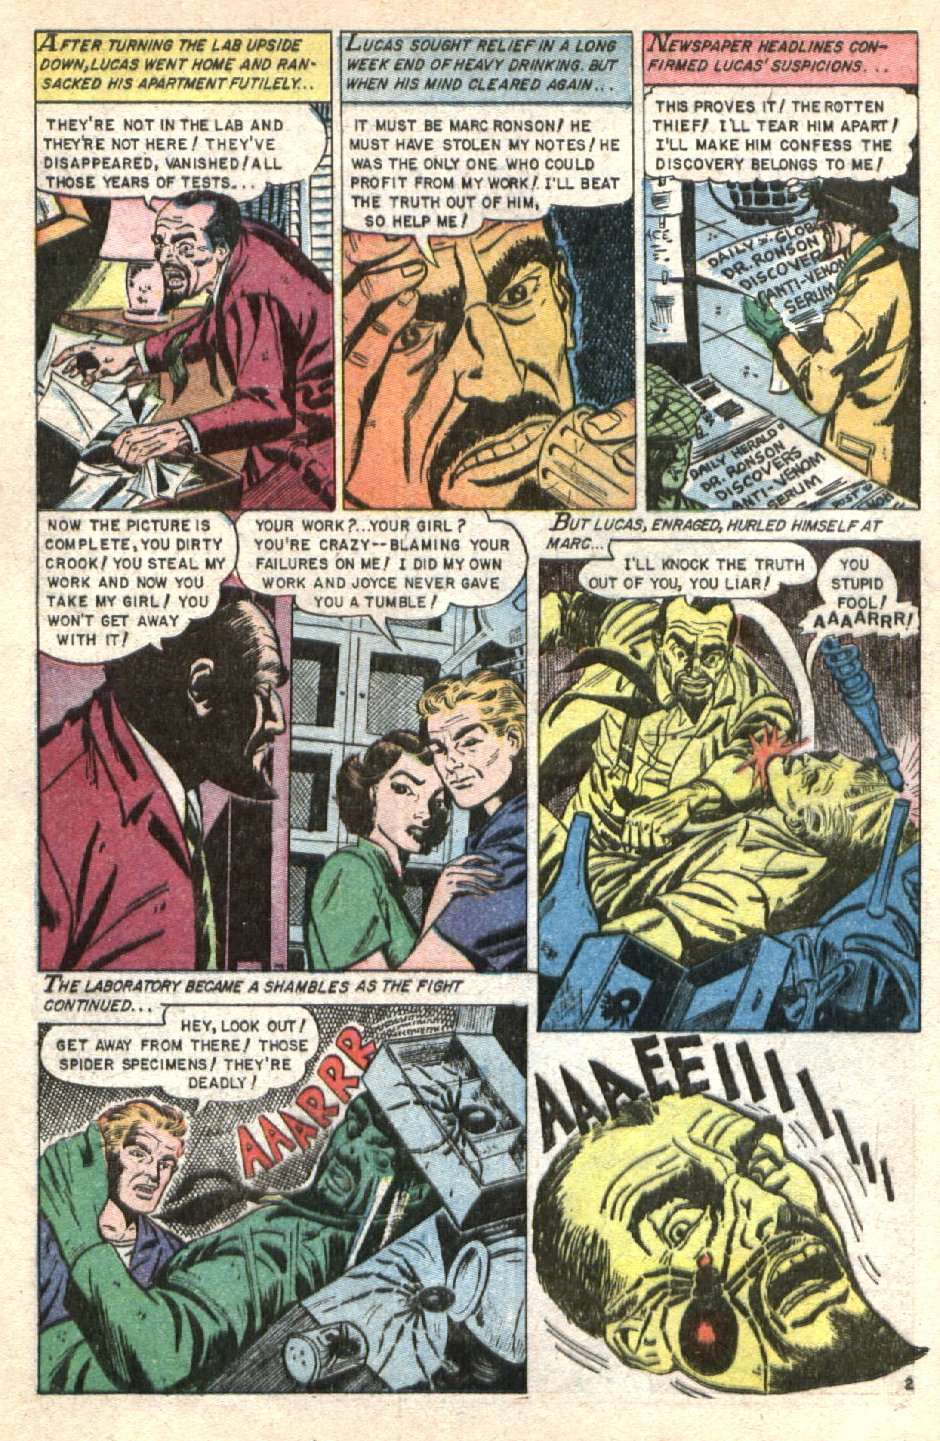 AFTER TURNING THE LAB UPSIDE
DOWN, LUCAS WENT HOME AND RAN-
SACKED HIS APARTMENT FUTILELY...
THEY'RE NOT IN THE LAB AND
THEY'RE NOT HERE! THEY'VE
DISAPPEARED, VANISHED! ALL
THOSE YEARS OF TESTS...
LUCAS SOUGHT RELIEF IN A LONG
WEEK END OF HEAVY DRINKING. BUT
WHEN HIS MIND CLEARED AGAIN...
IT MUST BE MARC RONSON! HE
MUST HAVE STOLEN MY NOTES! HE
WAS THE ONLY ONE WHO COULD
PROFIT FROM MY WORK! I'LL BEAT
THE TRUTH OUT OF HIM,
SO HELP ME!
NEWSPAPER HEADLINES CON-
FIRMED LUCAS' SUSPICIONS...
THIS PROVES IT! THE ROTTEN
THIEF! I'LL TEAR HIM APART!
I'LL MAKE HIM CONFESS THE
DISCOVERY BELONGS TO ME!
ACE
DAILY GLOBE
DR. RONSON
DISCOVERS
ANTI-VENOM
SERUM
DAILY HERALD
DR. RONSON
DISCOVERS
ANTI-VENOM
SERUM
POST
NOW THE PICTURE IS
COMPLETE, YOU DIRTY
CROOK! YOU STEAL MY
WORK AND NOW YOU
TAKE MY GIRL! YOU
WON'T GET AWAY
WITH IT!
YOUR WORK?...YOUR GIRL?
YOU'RE CRAZY--BLAMING YOUR
FAILURES ON ME! I DID MY OWN
WORK AND JOYCE NEVER GAVE
YOU A TUMBLE!
BUT LUCAS, ENRAGED, HURLED HIMSELF AT
MARC...
I'LL KNOCK THE TRUTH
OUT OF YOU, YOU LIAR!
YOU
STUPID
FOOL!
AAAARRR!
THE LABORATORY BECAME A SHAMBLES AS THE FIGHT
CONTINUED...
HEY, LOOK OUT!
GET AWAY FROM THERE! THOSE
SPIDER SPECIMENS! THEY'RE
DEADLY!
AAARRRR
AAAEEEIIIIIIII
2